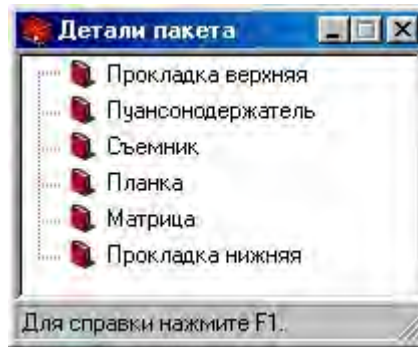 Детали пакета
Прокладка верхняя
Пуансонодержатель
Съемник
Планка
Матрица
Прокладка нижняя
Для справки нажмите F1.